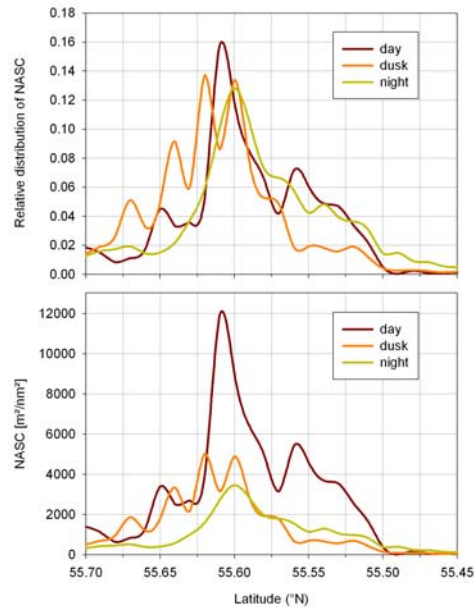 Relative distribution of NASC
0.18
0.16
0.14
0.12
0.10
0.08
0.06
0.04
0.02
0.00
day
dusk
night
NASC [m²/nm²]
12000
10000
8000
6000
4000
2000
0
day
dusk
night
55.70
55.65
55.60
55.55
55.50
55.45
Latitude (°N)